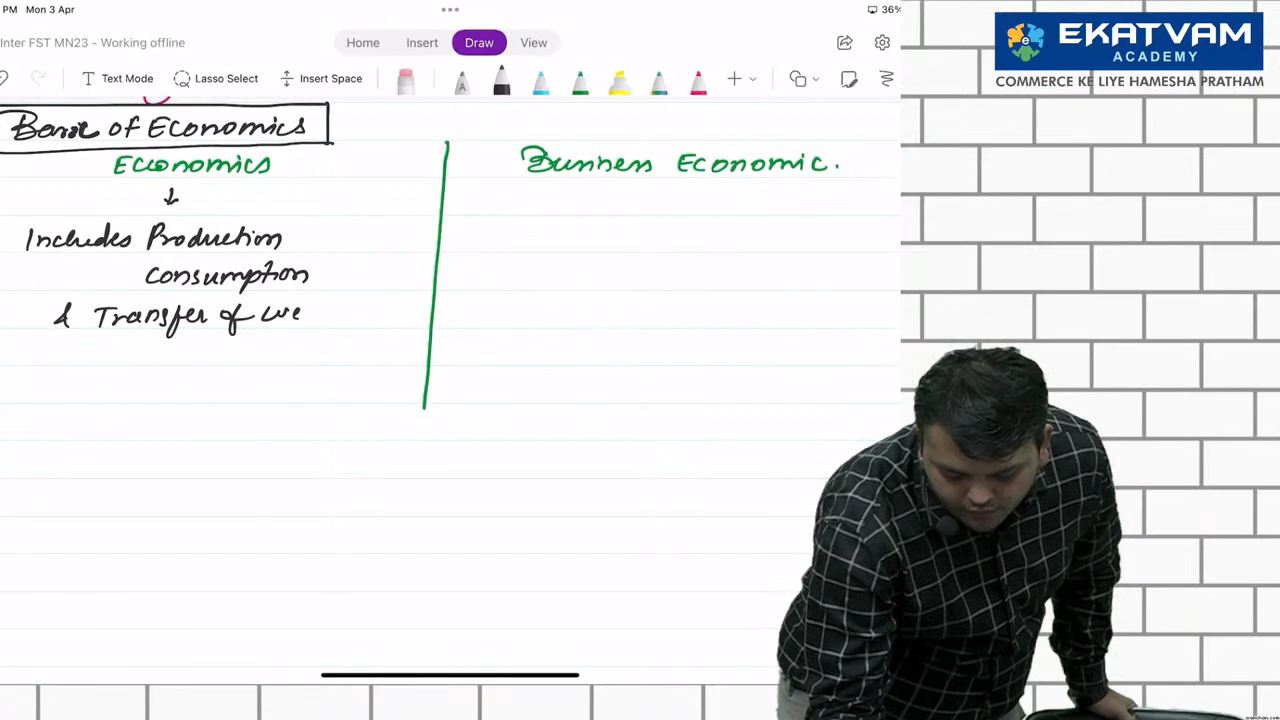 PM Mon 3 Apr
36%
Inter FST MN23 - Working offline
Home Insert Draw View
Text Mode Lasso Select Insert Space
EKATVAM
ACADEMY
COMMERCE KE LIYE HAMESHA PRATHAM
Basic of Economics
Economics
Business Economic.
Includes Production
Consumption
& Transfer of we